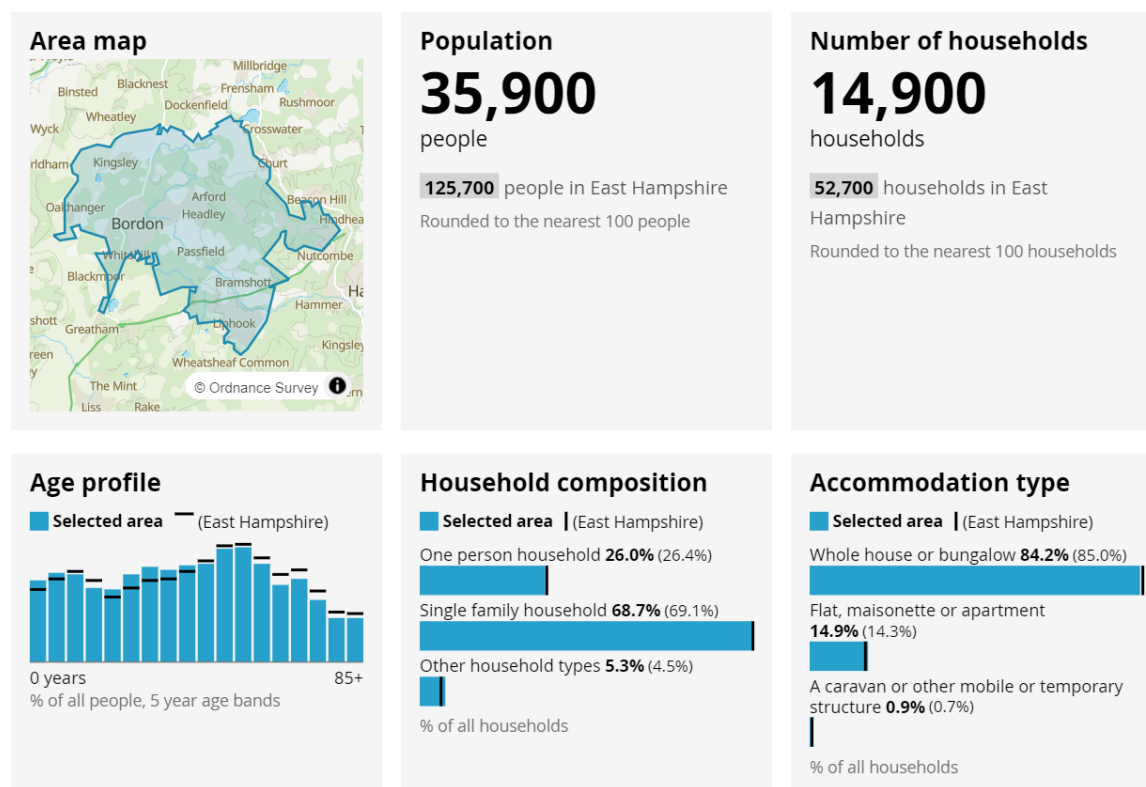 Area map
Millbridge
Binsted
Blacknest
Frensham
Dockenfield
Rushmoor
Wheatley
Wyck
Crosswater
Kingsley
Churt
Arford
Beacon Hill
Oakhanger
Headley
Bordon
Passfield
Nutcombe
Blackmoor
Bramshott
Hammer
Greatham
Liphook
Wheatsheaf Common
The Mint
© Ordnance Survey
Liss
Rake
Population
35,900
people
125,700 people in East Hampshire
Rounded to the nearest 100 people
Number of households
14,900
households
52,700 households in East
Hampshire
Rounded to the nearest 100 households
Age profile
Selected area (East Hampshire)
0 years 85+
% of all people, 5 year age bands
Household composition
Selected area (East Hampshire)
One person household 26.0% (26.4%)
Single family household 68.7% (69.1%)
Other household types 5.3% (4.5%)
% of all households
Accommodation type
Selected area (East Hampshire)
Whole house or bungalow 84.2% (85.0%)
Flat, maisonette or apartment
14.9% (14.3%)
A caravan or other mobile or temporary
structure 0.9% (0.7%)
% of all households